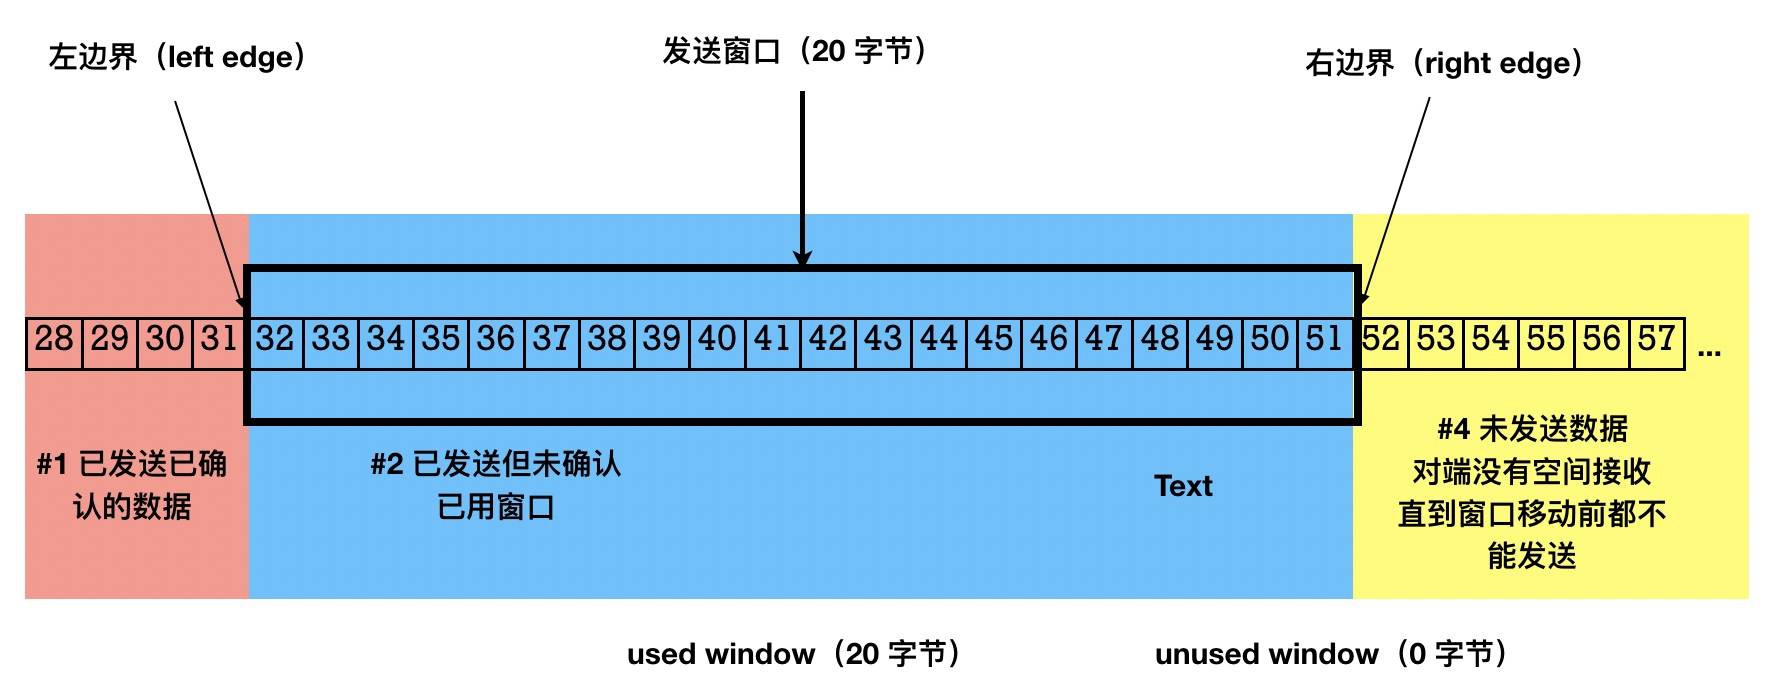 左边界（left edge）
发送窗口（20 字节）
右边界（right edge）
28 29 30 31 32 33 34 35 36 37 38 39 40 41 42 43 44 45 46 47 48 49 50 51 52 53 54 55 56 57 ...
#1 已发送已确
认的数据
#2 已发送但未确认
已用窗口
Text
#4 未发送数据
对端没有空间接收
直到窗口移动前都不
能发送
used window（20 字节）
unused window（0 字节）